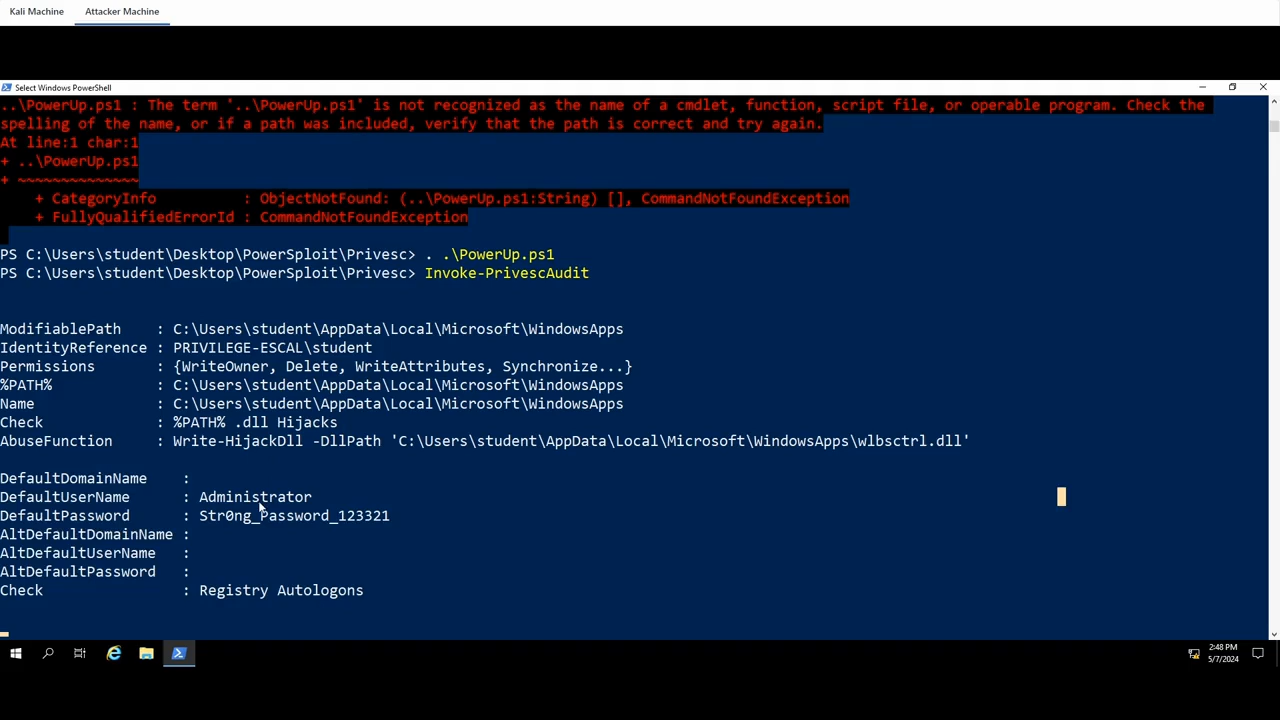 Kali Machine Attacker Machine
Select Windows PowerShell
..\PowerUp.ps1 : The term '..\PowerUp.ps1' is not recognized as the name of a cmdlet, function, script file, or operable program. Check the
spelling of the name, or if a path was included, verify that the path is correct and try again.
At line:1 char:1
+ ..\PowerUp.ps1
+ ~~~~~~~~~~~~~~
+ CategoryInfo : ObjectNotFound: (..\PowerUp.ps1:String) [], CommandNotFoundException
+ FullyQualifiedErrorId : CommandNotFoundException
PS C:\Users\student\Desktop\PowerSploit\Privesc> . .\PowerUp.ps1
PS C:\Users\student\Desktop\PowerSploit\Privesc> Invoke-PrivescAudit
ModifiablePath : C:\Users\student\AppData\Local\Microsoft\WindowsApps
IdentityReference : PRIVILEGE-ESCAL\student
Permissions : {WriteOwner, Delete, WriteAttributes, Synchronize...}
%PATH% : C:\Users\student\AppData\Local\Microsoft\WindowsApps
Name : C:\Users\student\AppData\Local\Microsoft\WindowsApps
Check : %PATH% .dll Hijacks
AbuseFunction : Write-HijackDll -DllPath 'C:\Users\student\AppData\Local\Microsoft\WindowsApps\wlbsctrl.dll'
DefaultDomainName :
DefaultUserName : Administrator
DefaultPassword : Str0ng_Password_123321
AltDefaultDomainName :
AltDefaultUserName :
AltDefaultPassword :
Check : Registry Autologons
2:48 PM
5/7/2024